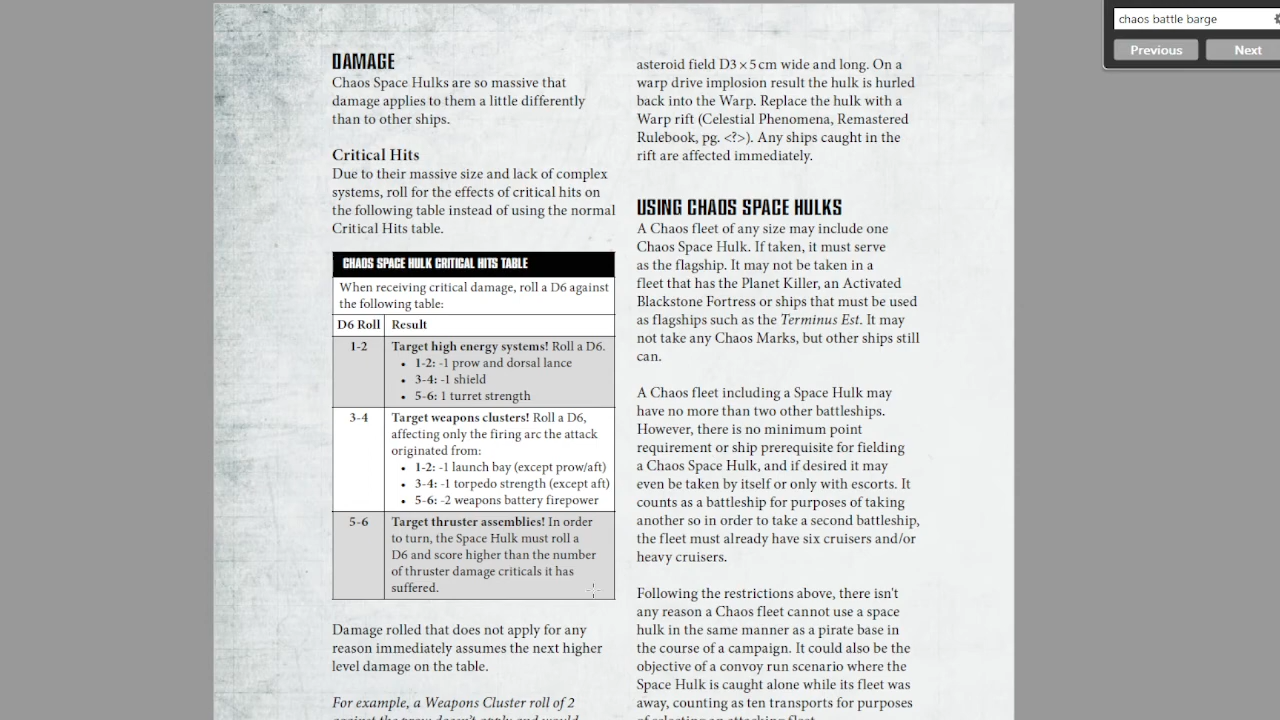 DAMAGE
Chaos Space Hulks are so massive that
damage applies to them a little differently
than to other ships.
Critical Hits
Due to their massive size and lack of complex
systems, roll for the effects of critical hits on
the following table instead of using the normal
Critical Hits table.
CHAOS SPACE HULK CRITICAL HITS TABLE
When receiving critical damage, roll a D6 against
the following table:
D6 Roll Result
1-2 Target high energy systems! Roll a D6.
• 1-2: -1 prow and dorsal lance
• 3-4: -1 shield
• 5-6: 1 turret strength
3-4 Target weapons clusters! Roll a D6,
affecting only the firing arc the attack
originated from:
• 1-2: -1 launch bay (except prow/aft)
• 3-4: -1 torpedo strength (except aft)
• 5-6: -2 weapons battery firepower
5-6 Target thruster assemblies! In order
to turn, the Space Hulk must roll a
D6 and score higher than the number
of thruster damage criticals it has
suffered.
Damage rolled that does not apply for any
reason immediately assumes the next higher
level damage on the table.
For example, a Weapons Cluster roll of 2
against the prow doesn't apply and would
asteroid field D3 × 5 cm wide and long. On a
warp drive implosion result the hulk is hurled
back into the Warp. Replace the hulk with a
Warp rift (Celestial Phenomena, Remastered
Rulebook, pg. <?>). Any ships caught in the
rift are affected immediately.
USING CHAOS SPACE HULKS
A Chaos fleet of any size may include one
Chaos Space Hulk. If taken, it must serve
as the flagship. It may not be taken in a
fleet that has the Planet Killer, an Activated
Blackstone Fortress or ships that must be used
as flagships such as the Terminus Est. It may
not take any Chaos Marks, but other ships still
can.
A Chaos fleet including a Space Hulk may
have no more than two other battleships.
However, there is no minimum point
requirement or ship prerequisite for fielding
a Chaos Space Hulk, and if desired it may
even be taken by itself or only with escorts. It
counts as a battleship for purposes of taking
another so in order to take a second battleship,
the fleet must already have six cruisers and/or
heavy cruisers.
Following the restrictions above, there isn't
any reason a Chaos fleet cannot use a space
hulk in the same manner as a pirate base in
the course of a campaign. It could also be the
objective of a convoy run scenario where the
Space Hulk is caught alone while its fleet was
away, counting as ten transports for purposes
of selecting an attacking fleet.
chaos battle barge
Previous Next